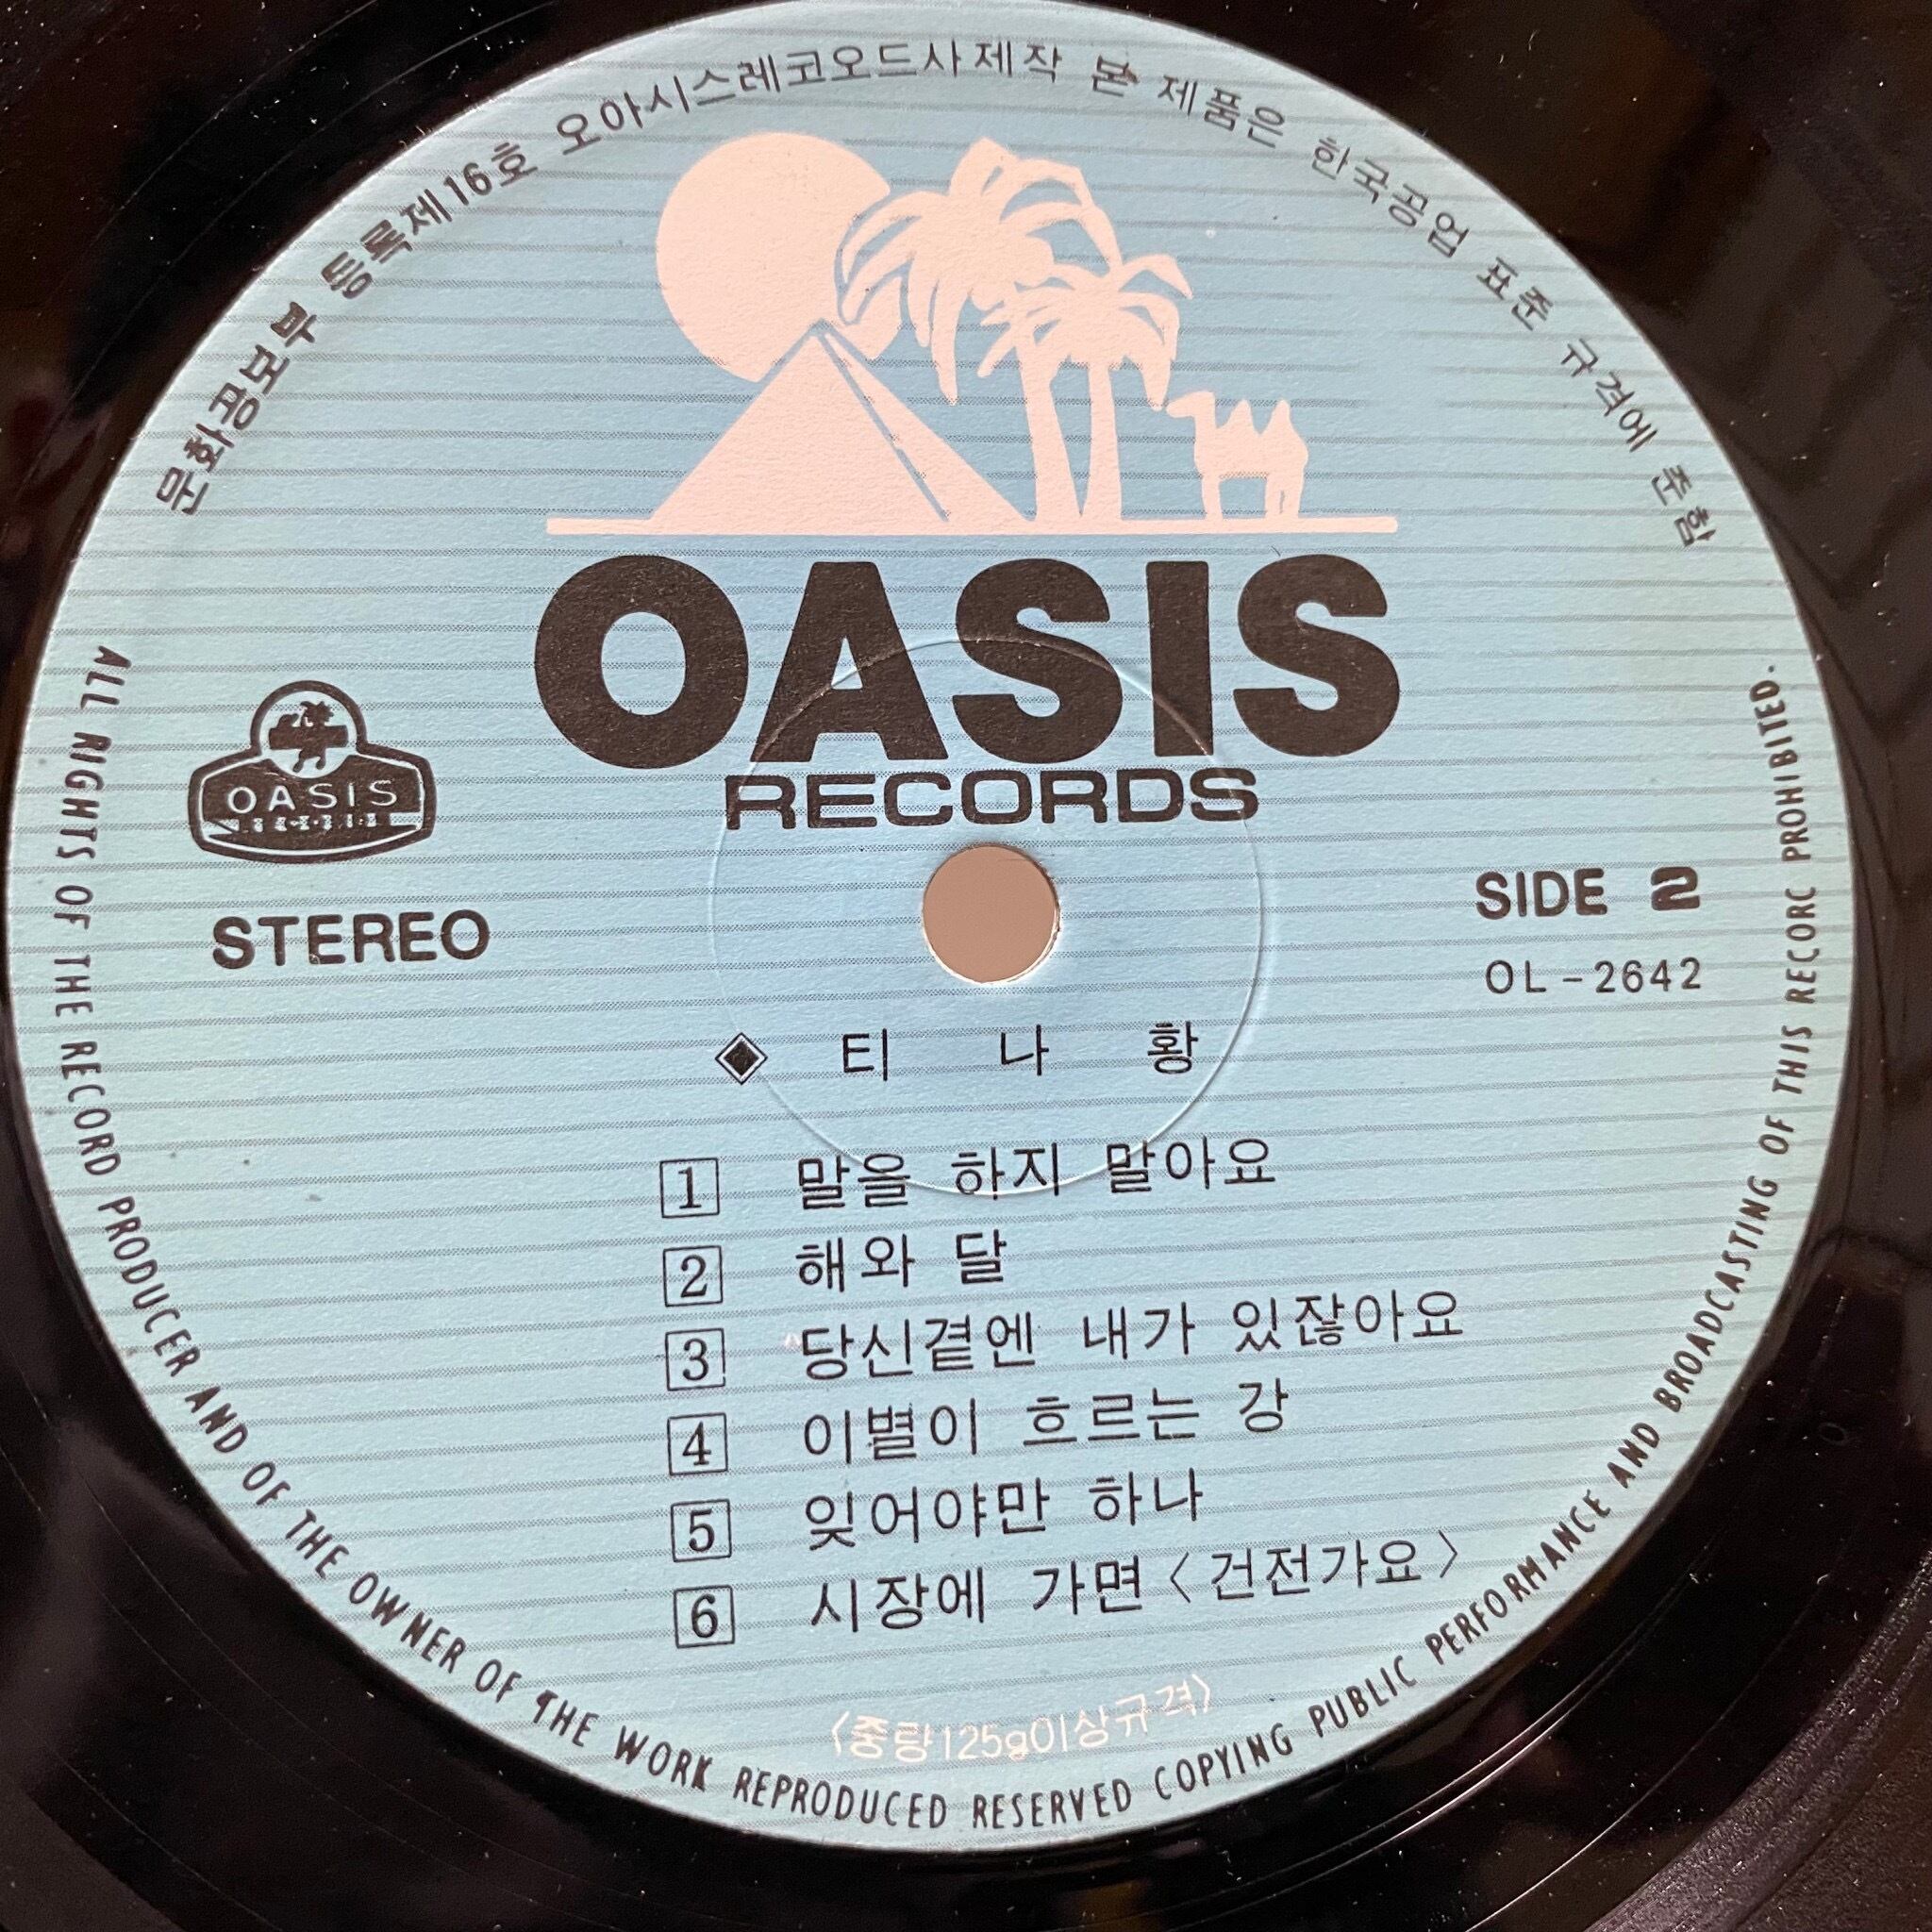 문화공보부 등록제16호 오아시스레코오드사제작 본 제품은 한국공업 표준 규격에 준함
OASIS
RECORDS
OASIS
STEREO
SIDE 2
OL-2642
◈ 티 나 황
1 말을 하지 말아요
2 해와 달
3 당신곁엔 내가 있잖아요
4 이별이 흐르는 강
5 잊어야만 하나
6 시장에 가면<건전가요>
<중량125g이상규격>
ALL RIGHTS OF THE RECORD PRODUCER AND OF THE OWNER OF THE WORK REPRODUCED RESERVED COPYING PUBLIC PERFORMANCE AND BROADCASTING OF THIS RECORC PROHIBITED.